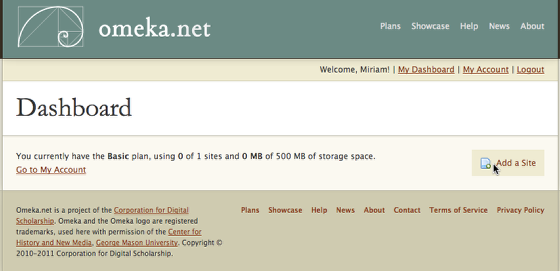 omeka.net
Plans Showcase Help News About
Welcome, Miriam! | My Dashboard | My Account | Logout
Dashboard
You currently have the Basic plan, using 0 of 1 sites and 0 MB of 500 MB of storage space.
Go to My Account
Add a Site
Omeka.net is a project of the Corporation for Digital
Scholarship. Omeka and the Omeka logo are registered
trademarks, used here with permission of the Center for
History and New Media, George Mason University. Copyright ©
2010–2011 Corporation for Digital Scholarship.
Plans Showcase Help News About Contact Terms of Service Privacy Policy